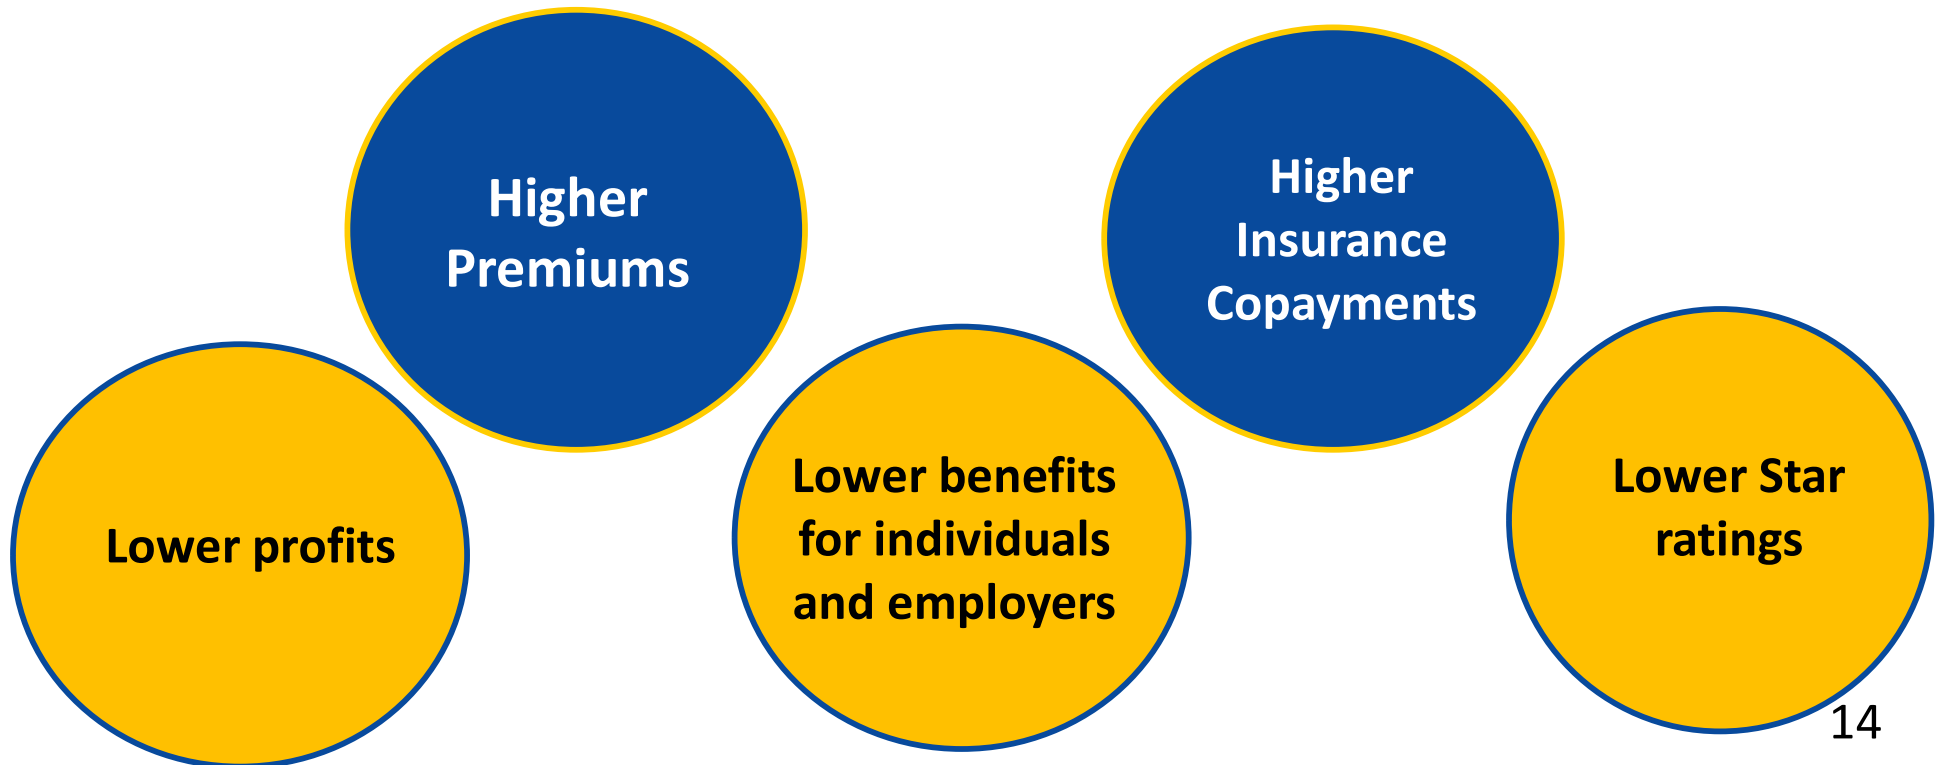 Higher
Premiums
Higher
Insurance
Copayments
Lower profits
Lower benefits
for individuals
and employers
Lower Star
ratings
14